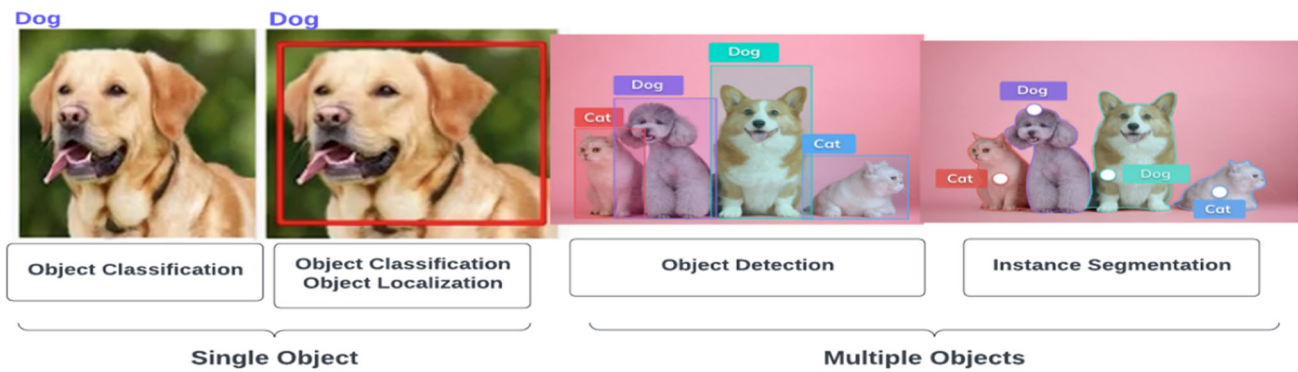 Dog
Dog
Dog
Dog
Cat
Cat
Dog
Cat
Dog
Cat
Object Classification
Object Classification
Object Localization
Object Detection
Instance Segmentation
Single Object
Multiple Objects